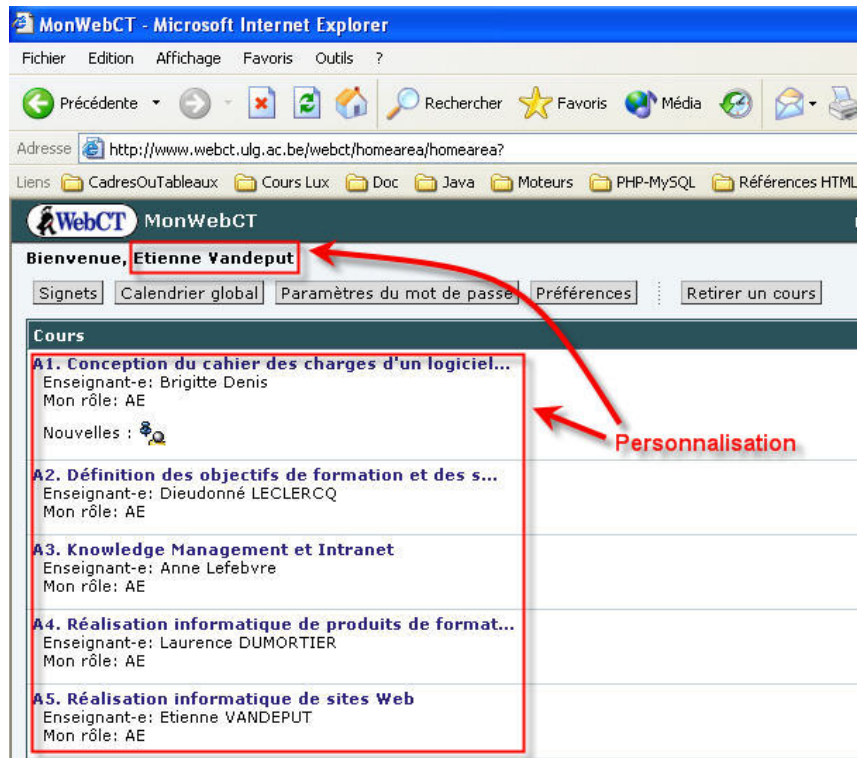 MonWebCT - Microsoft Internet Explorer
Fichier Edition Affichage Favoris Outils ?
Précédente Rechercher Favoris Média
Adresse http://www.webct.ulg.ac.be/webct/homearea/homearea?
Liens CadresOuTableaux Cours Lux Doc Java Moteurs PHP-MySQL Références HTML
WebCT MonWebCT
Bienvenue, Etienne Vandeput
Signets Calendrier global Paramètres du mot de passe Préférences Retirer un cours
Cours
A1. Conception du cahier des charges d'un logiciel...
Enseignant-e: Brigitte Denis
Mon rôle: AE
Nouvelles :
Personnalisation
A2. Définition des objectifs de formation et des s...
Enseignant-e: Dieudonné LECLERCQ
Mon rôle: AE
A3. Knowledge Management et Intranet
Enseignant-e: Anne Lefebvre
Mon rôle: AE
A4. Réalisation informatique de produits de format...
Enseignant-e: Laurence DUMORTIER
Mon rôle: AE
A5. Réalisation informatique de sites Web
Enseignant-e: Etienne VANDEPUT
Mon rôle: AE